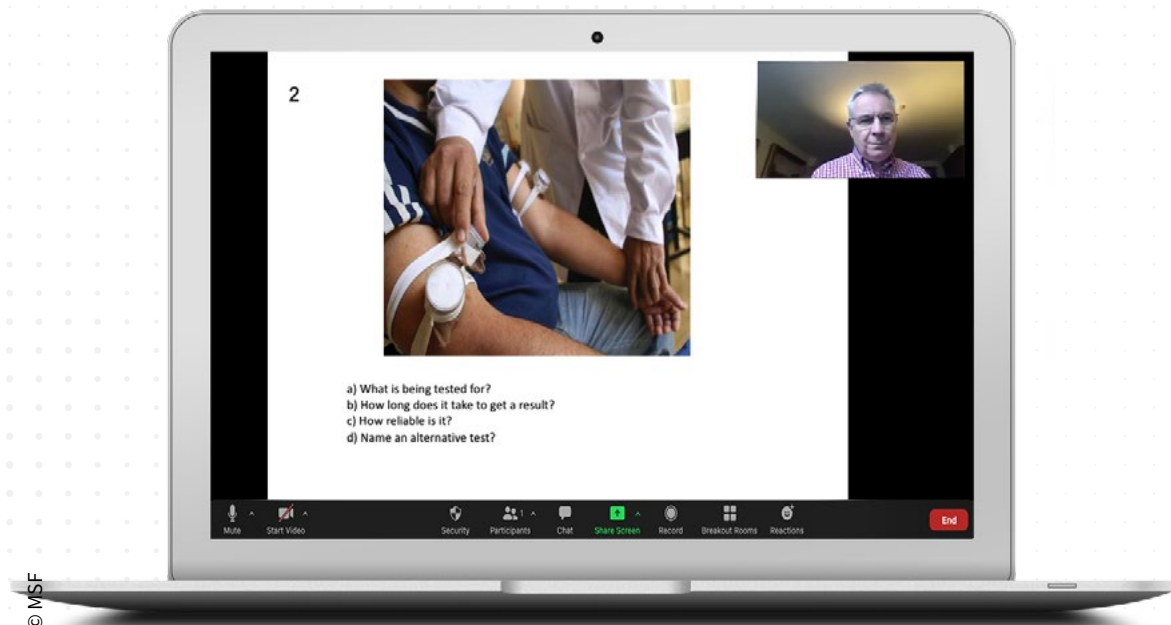 2
a) What is being tested for?
b) How long does it take to get a result?
c) How reliable is it?
d) Name an alternative test?
Mute
Start Video
Security
Participants
1
Chat
Share Screen
Record
Breakout Rooms
Reactions
End
© MSF